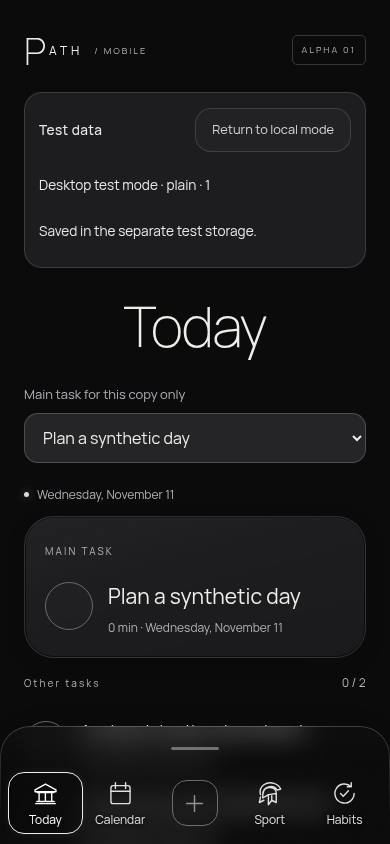 PATH / MOBILE
ALPHA 01
Test data
Return to local mode
Desktop test mode · plain · 1
Saved in the separate test storage.
Today
Main task for this copy only
Plan a synthetic day
Wednesday, November 11
MAIN TASK
Plan a synthetic day
0 min · Wednesday, November 11
Other tasks
0 / 2
Today
Calendar
Sport
Habits